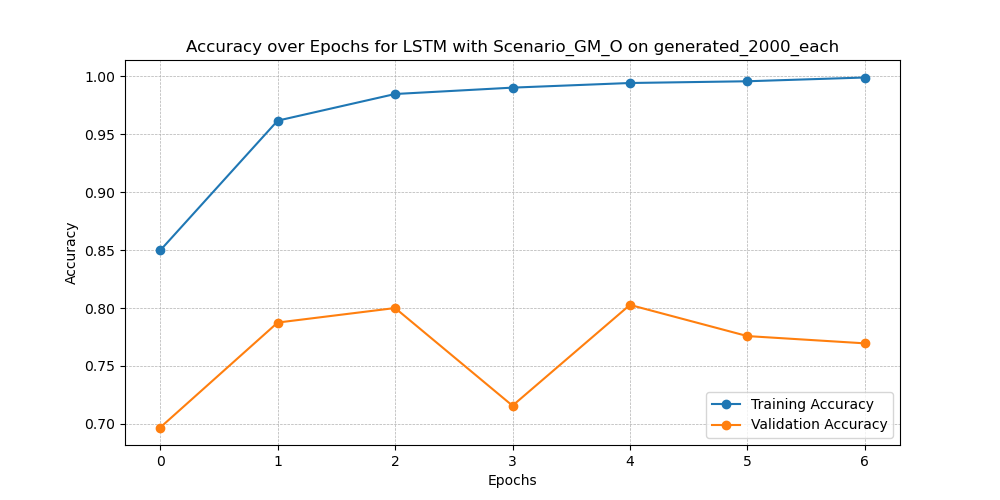 Accuracy over Epochs for LSTM with Scenario_GM_O on generated_2000_each
1.00
0.95
0.90
0.85
0.80
0.75
0.70
Accuracy
0 1 2 3 4 5 6
Epochs
Training Accuracy
Validation Accuracy